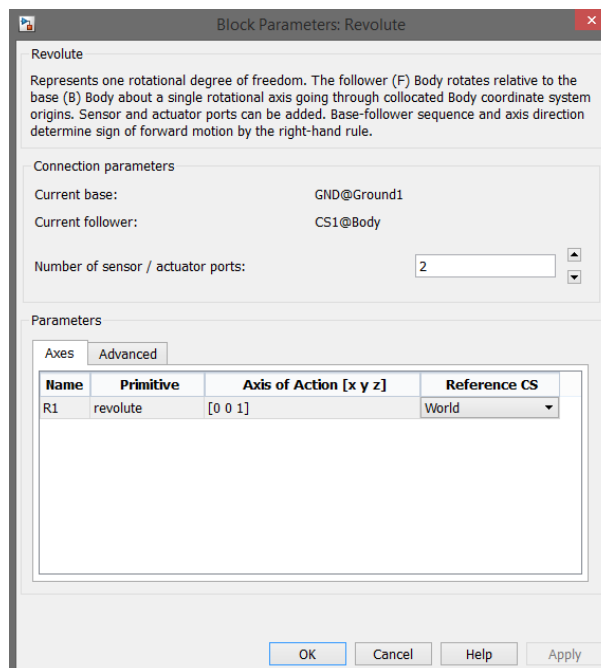 Block Parameters: Revolute
Revolute
Represents one rotational degree of freedom. The follower (F) Body rotates relative to the
base (B) Body about a single rotational axis going through collocated Body coordinate system
origins. Sensor and actuator ports can be added. Base-follower sequence and axis direction
determine sign of forward motion by the right-hand rule.
Connection parameters
Current base: GND@Ground1
Current follower: CS1@Body
Number of sensor / actuator ports: 2
Parameters
Axes Advanced
Name Primitive Axis of Action [x y z] Reference CS
R1 revolute [0 0 1] World
OK Cancel Help Apply